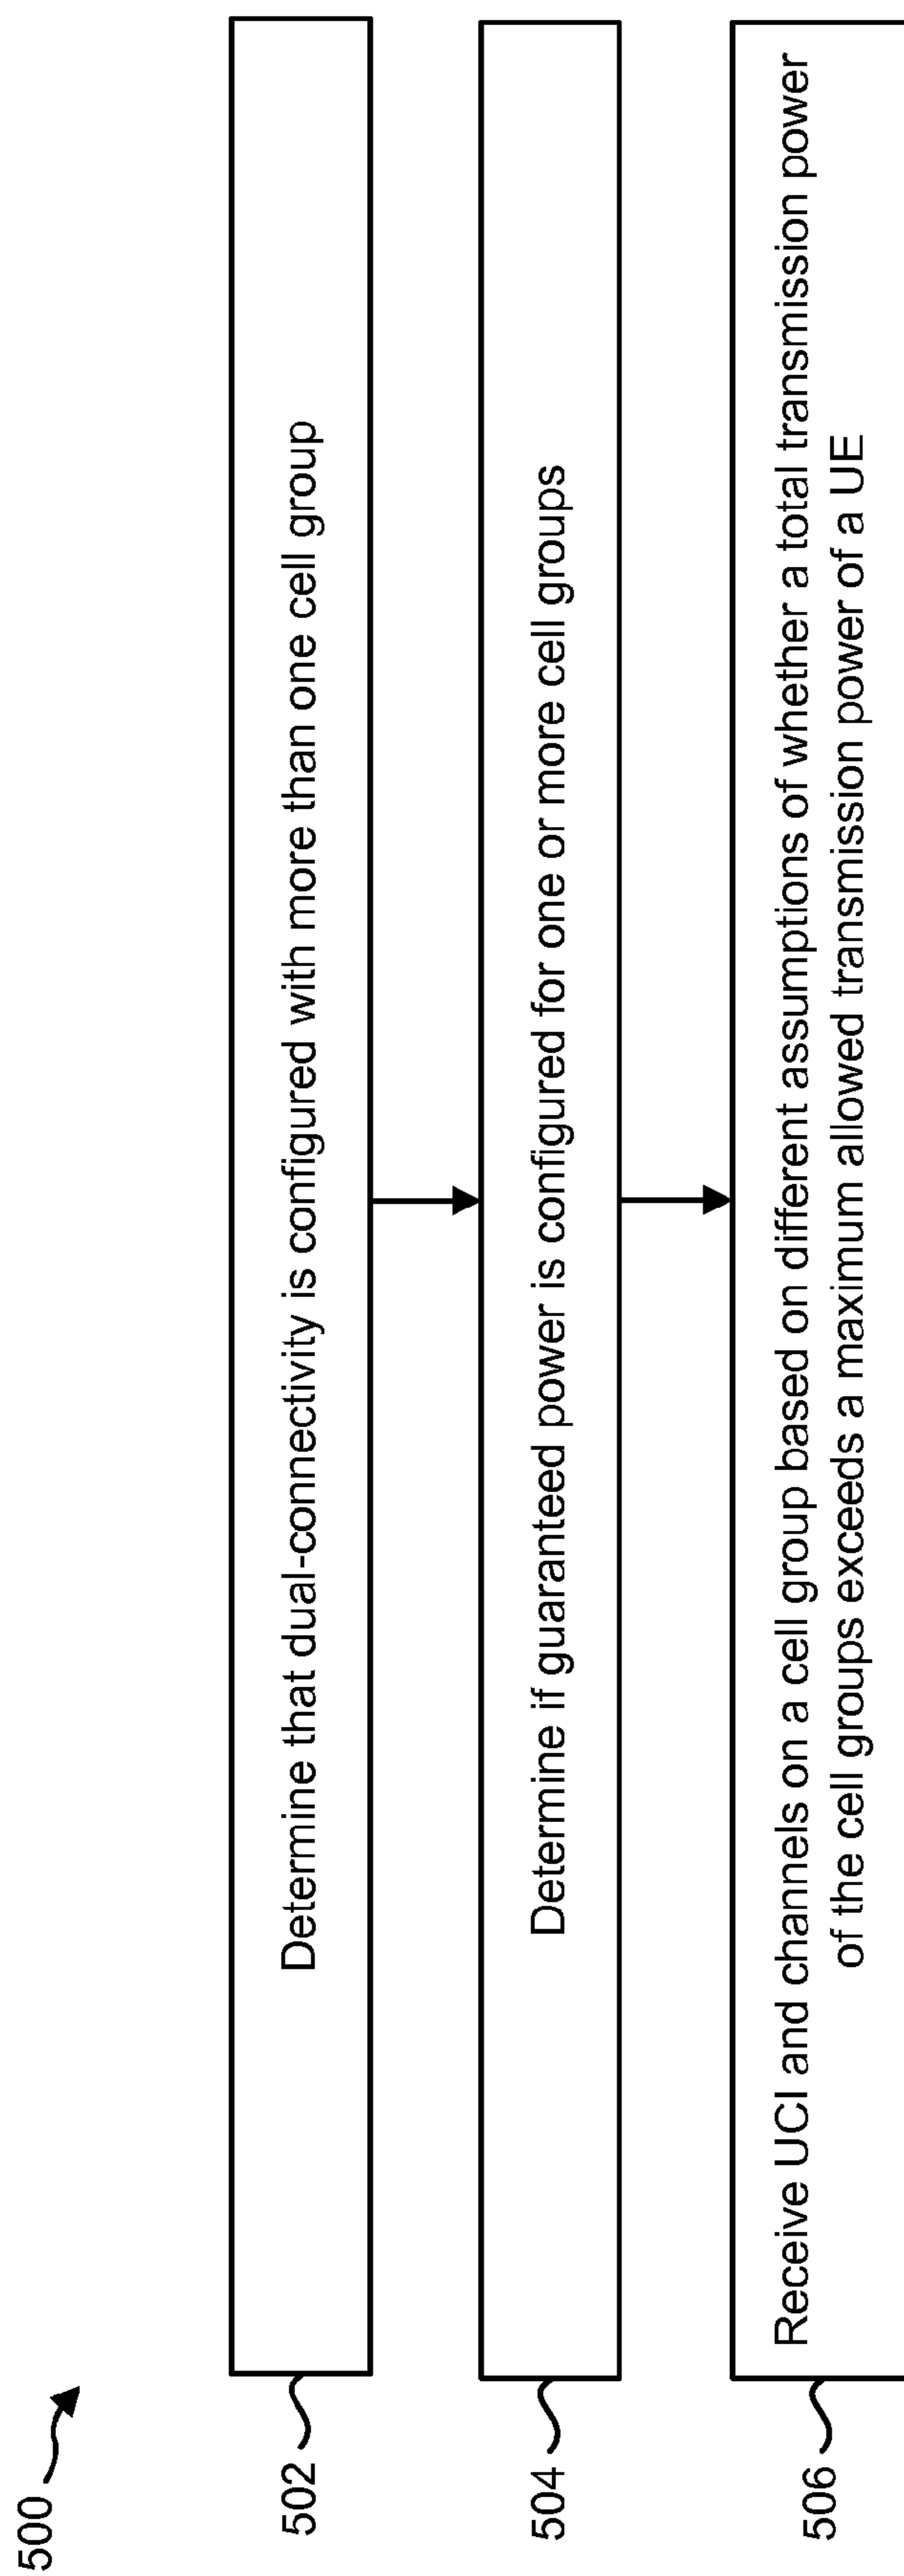 500
502
Determine that dual-connectivity is configured with more than one cell group
504
Determine if guaranteed power is configured for one or more cell groups
506
Receive UCI and channels on a cell group based on different assumptions of whether a total transmission power
of the cell groups exceeds a maximum allowed transmission power of a UE